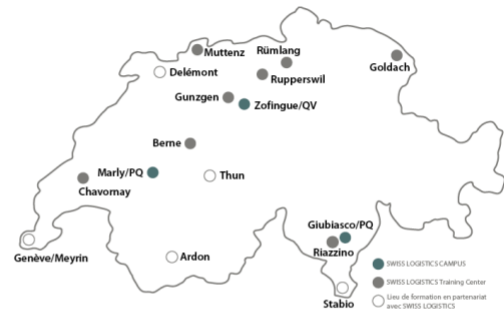 Muttenz
Rümlang
Goldach
Delémont
Rupperswil
Gunzgen
Zofingue/QV
Berne
Marly/PQ
Thun
Chavornay
Giubiasco/PQ
Riazzino
Genève/Meyrin
Ardon
Stabio
SWISS LOGISTICS CAMPUS
SWISS LOGISTICS Training Center
Lieu de formation en partenariat
avec SWISS LOGISTICS